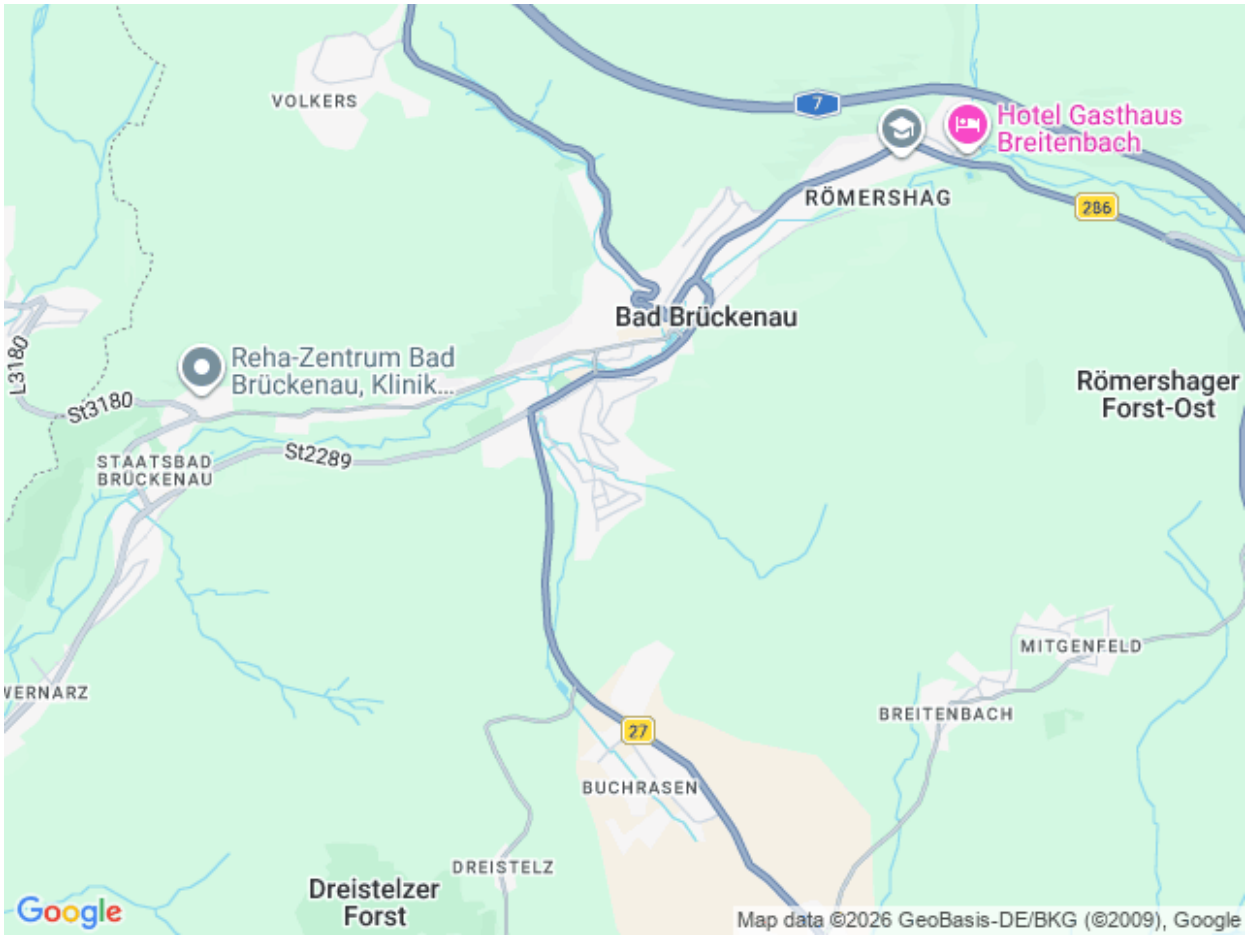 VOLKERS
7
Hotel Gasthaus
Breitenbach
RÖMERSHAG
286
Bad Brückenau
L3180
Reha-Zentrum Bad
Brückenau, Klinik...
St3180
Römershager
Forst-Ost
St2289
STAATSBAD
BRÜCKENAU
MITGENFELD
WERNARZ
BREITENBACH
27
BUCHRASEN
DREISTELZ
Dreistelzer
Forst
Google
Map data ©2026 GeoBasis-DE/BKG (©2009), Google